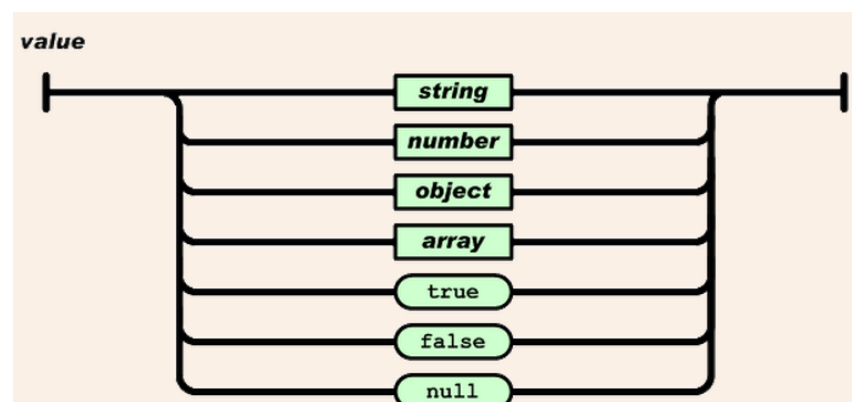 value
string
number
object
array
true
false
null